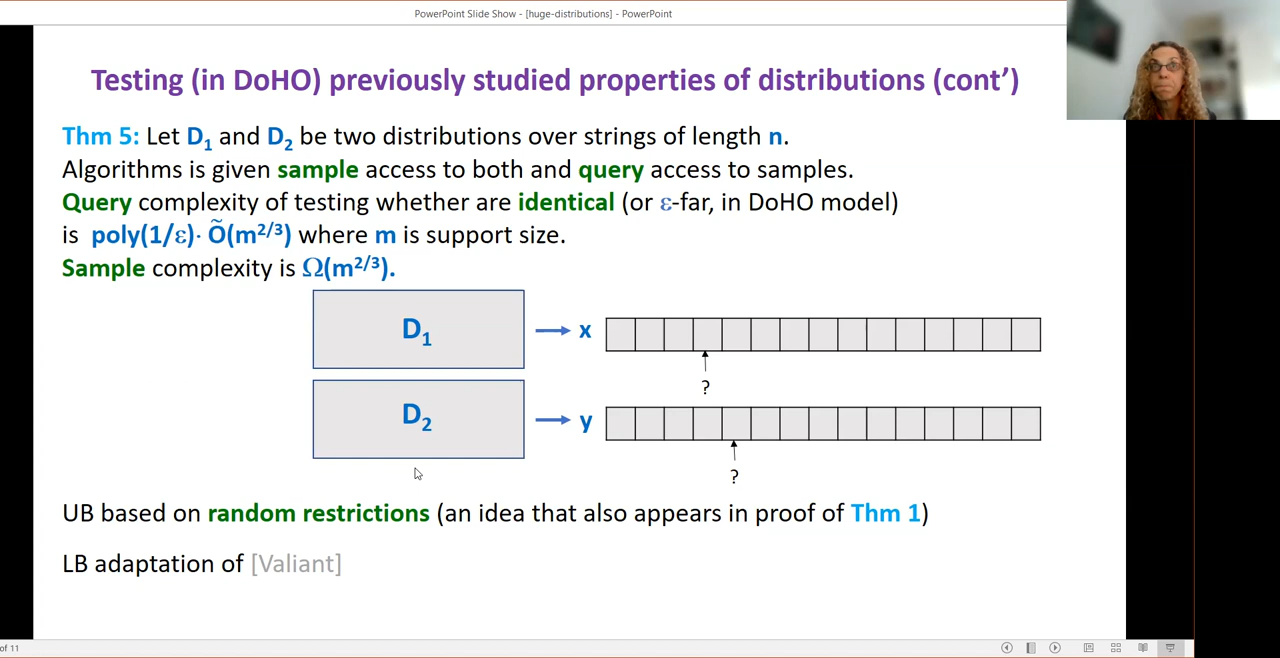 PowerPoint Slide Show - [huge-distributions] - PowerPoint
Testing (in DoHO) previously studied properties of distributions (cont’)
Thm 5: Let D1 and D2 be two distributions over strings of length n.
Algorithms is given sample access to both and query access to samples.
Query complexity of testing whether are identical (or ε-far, in DoHO model)
is poly(1/ε)· Õ(m^2/3) where m is support size.
Sample complexity is Ω(m^2/3).
D1 x
?
D2 y
?
UB based on random restrictions (an idea that also appears in proof of Thm 1)
LB adaptation of [Valiant]
of 11